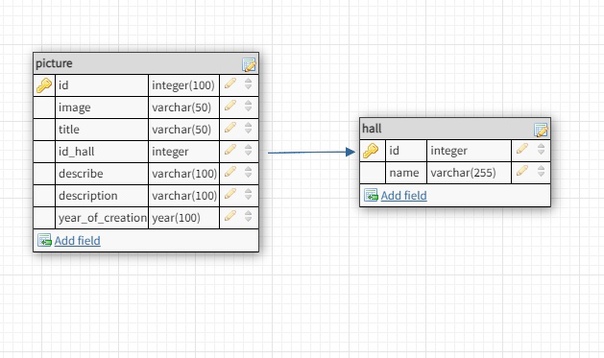 picture
id integer(100)
image varchar(50)
title varchar(50)
id_hall integer
describe varchar(100)
description varchar(100)
year_of_creation year(100)
Add field
hall
id integer
name varchar(255)
Add field